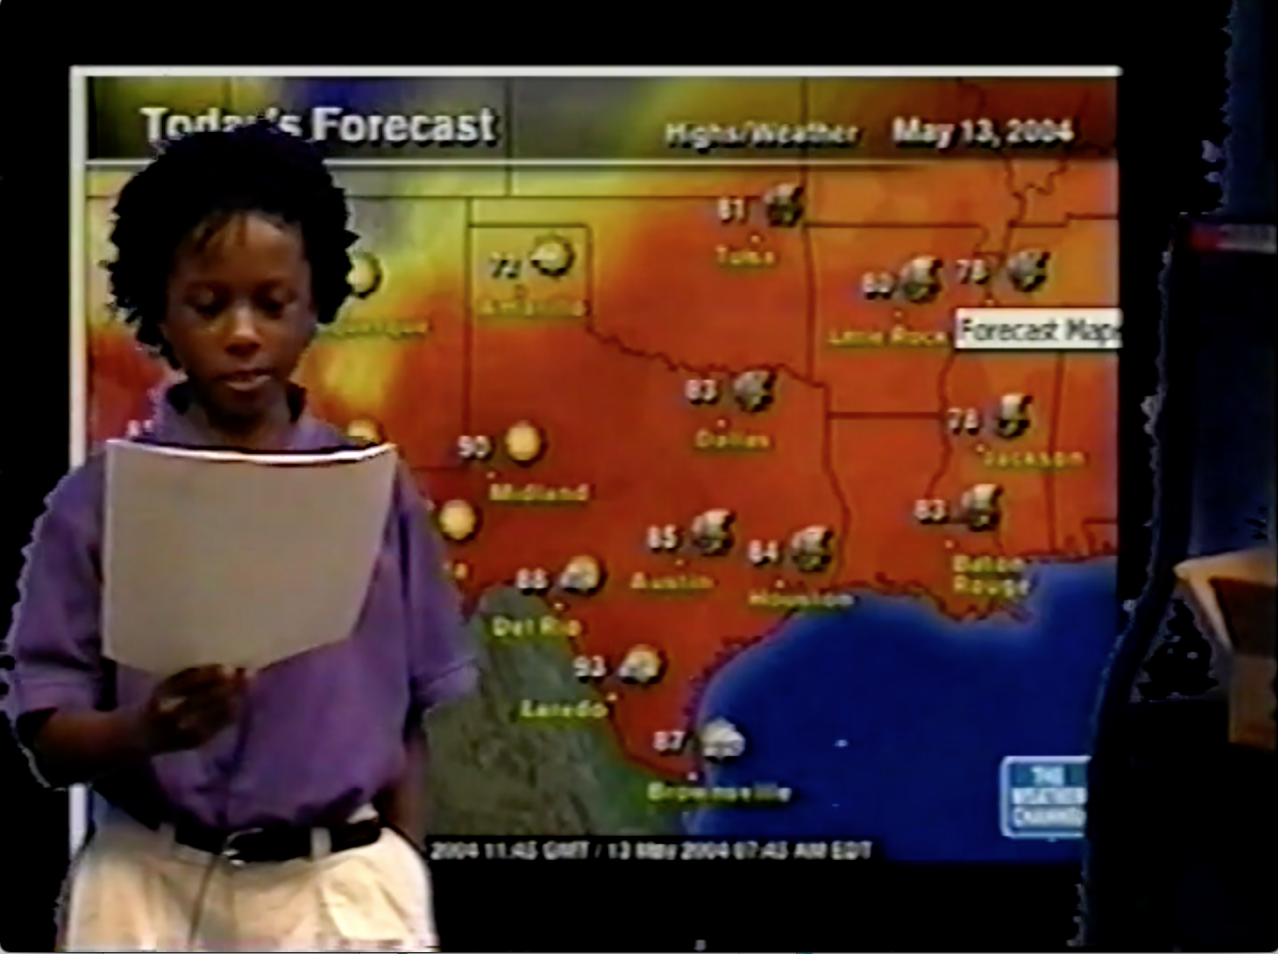 Today's Forecast
Highs/Weather May 13, 2004
81
Tulsa
72
Amarillo
80
78
Little Rock
Forecast Maps
83
Dallas
78
Jackson
90
Midland
83
Baton
Rouge
85
Austin
84
Houston
88
Del Rio
93
Laredo
87
Brownsville
THE
WEATHER
CHANNEL
2004 11:45 GMT / 13 May 2004 07:45 AM EDT